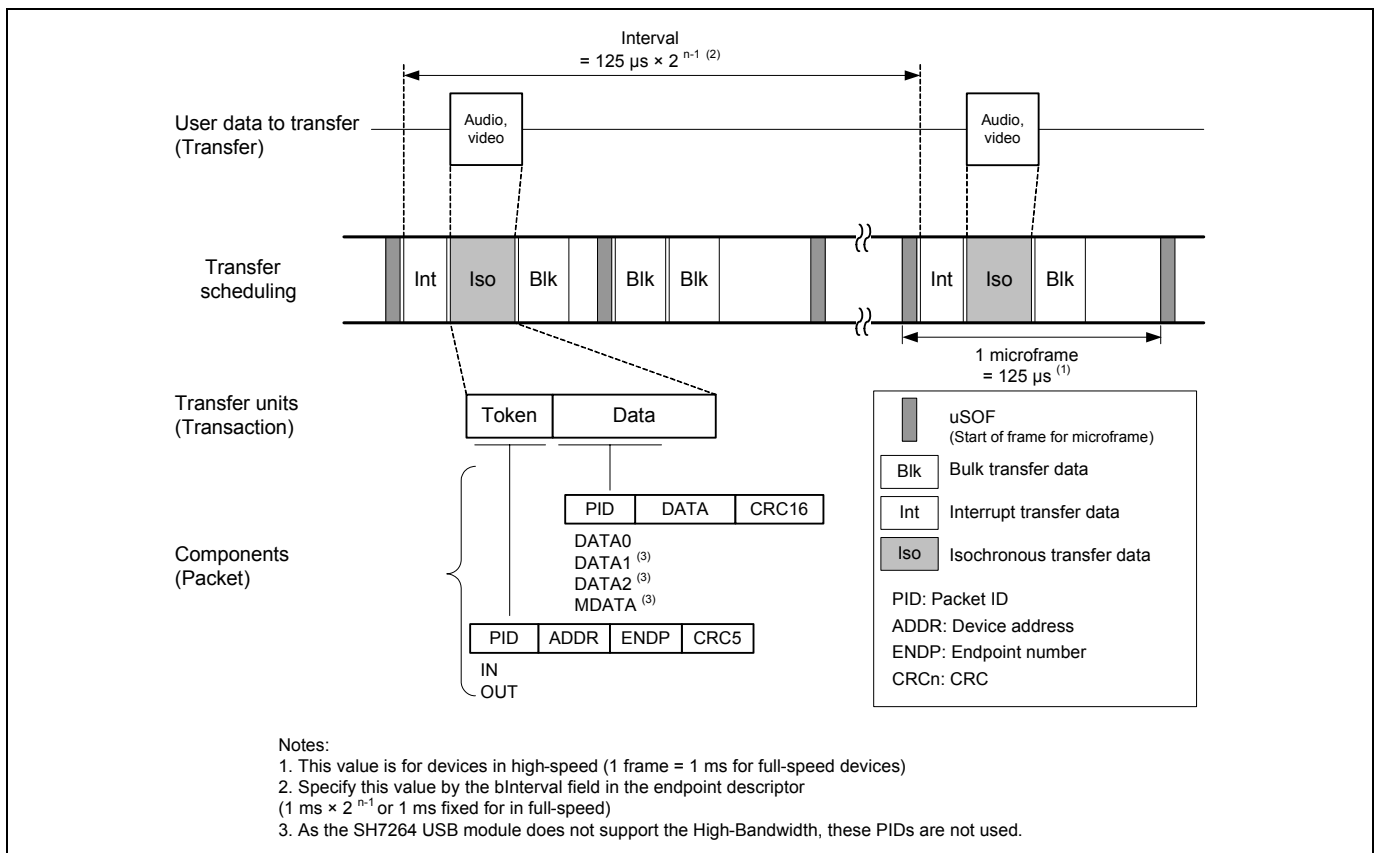 Interval
= 125 µs × 2 n-1 (2)
User data to transfer
(Transfer)
Audio,
video
Audio,
video
Transfer
scheduling
Int
Iso
Blk
Blk
Blk
Int
Iso
Blk
1 microframe
= 125 µs (1)
Transfer units
(Transaction)
Token
Data
uSOF
(Start of frame for microframe)
Blk
Bulk transfer data
Int
Interrupt transfer data
Iso
Isochronous transfer data
PID: Packet ID
ADDR: Device address
ENDP: Endpoint number
CRCn: CRC
Components
(Packet)
PID
DATA
CRC16
DATA0
DATA1 (3)
DATA2 (3)
MDATA (3)
PID
ADDR
ENDP
CRC5
IN
OUT
Notes:
1. This value is for devices in high-speed (1 frame = 1 ms for full-speed devices)
2. Specify this value by the bInterval field in the endpoint descriptor
(1 ms × 2 n-1 or 1 ms fixed for in full-speed)
3. As the SH7264 USB module does not support the High-Bandwidth, these PIDs are not used.